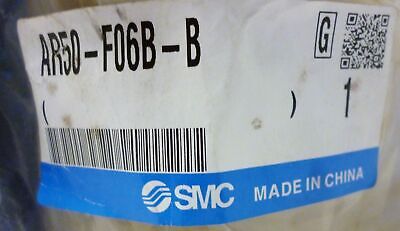 AR50-F06B-B
G
( ) 1
SMC MADE IN CHINA